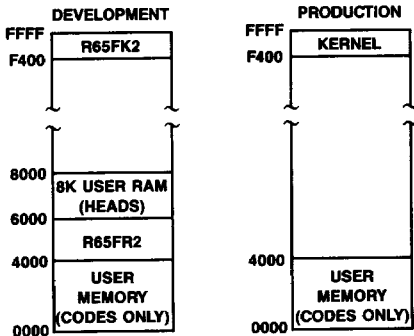 DEVELOPMENT
FFFF
R65FK2
F400
8000
8K USER RAM
(HEADS)
6000
R65FR2
4000
USER
MEMORY
(CODES ONLY)
0000
PRODUCTION
FFFF
KERNEL
F400
4000
USER
MEMORY
(CODES ONLY)
0000